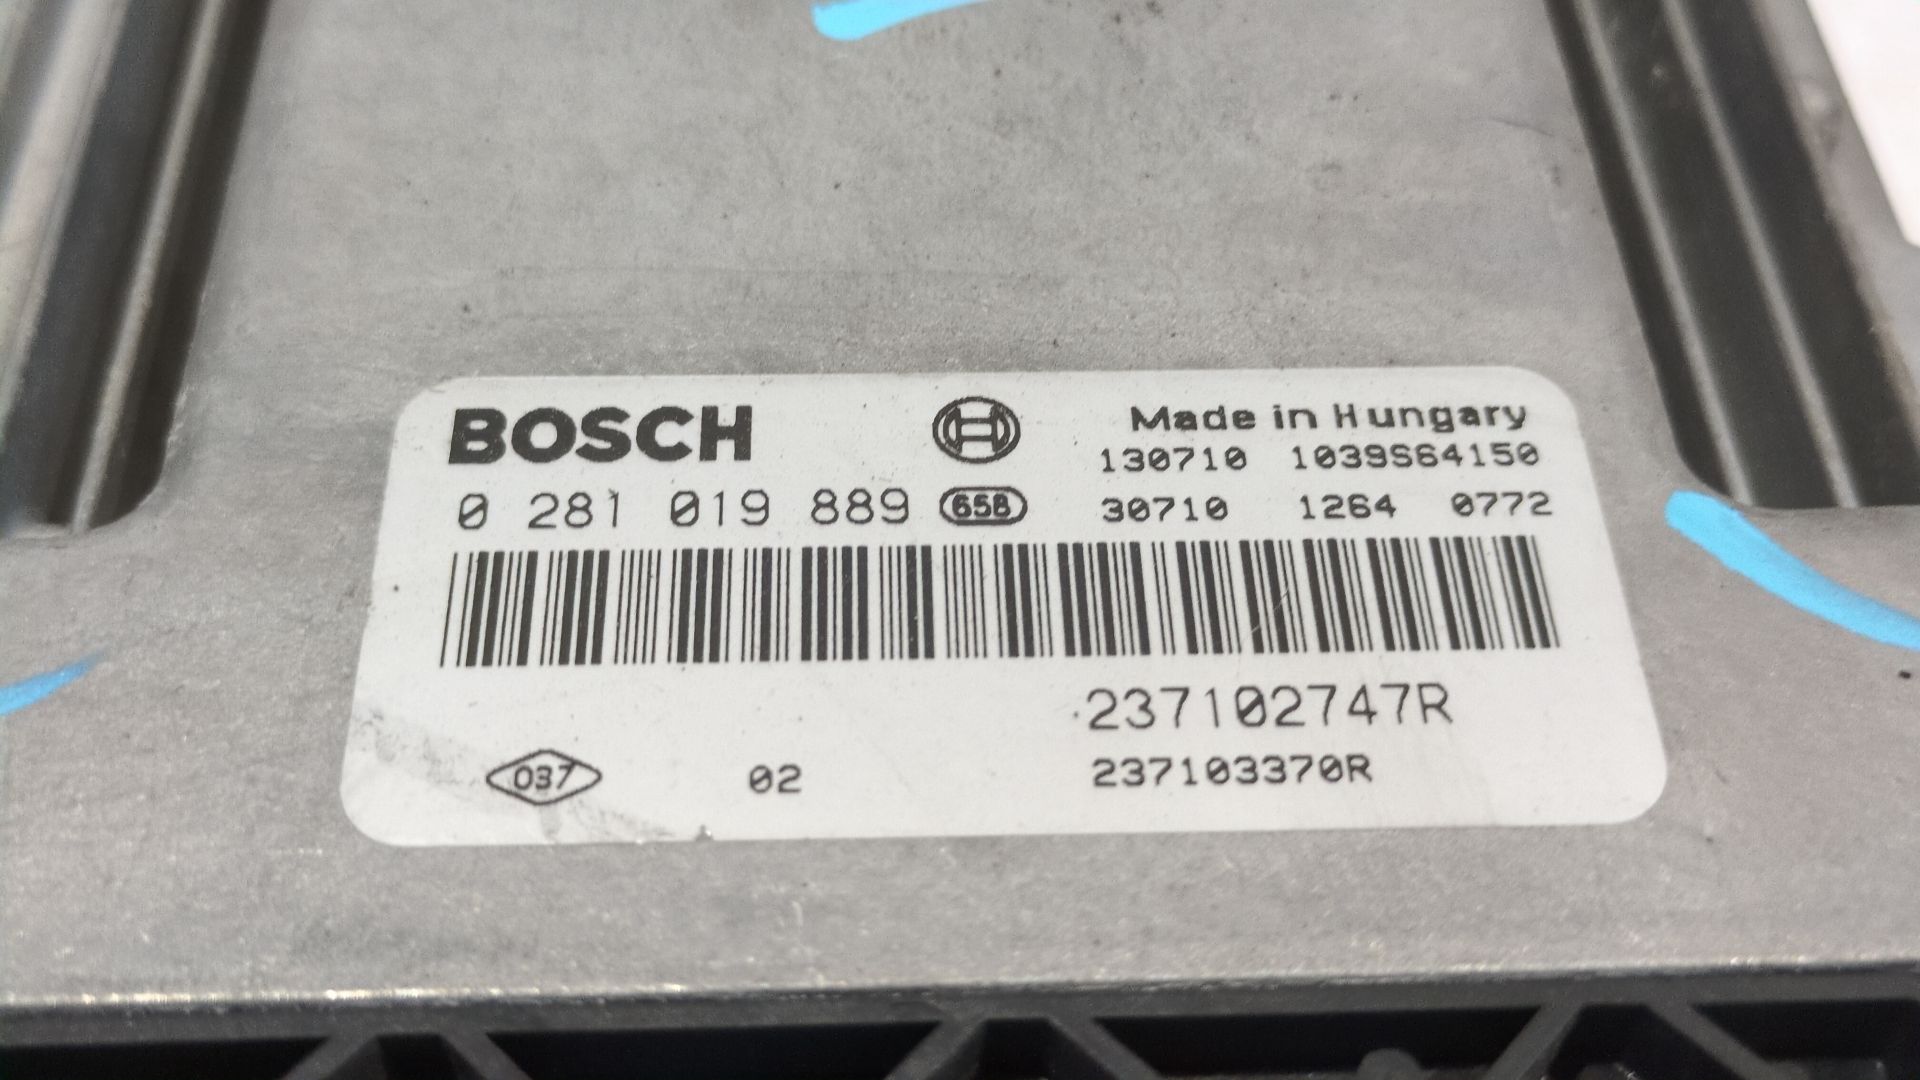 BOSCH
Made in Hungary
130710 1039S64150
0 281 019 889 658 30710 1264 0772
237102747R
037 02 237103370R